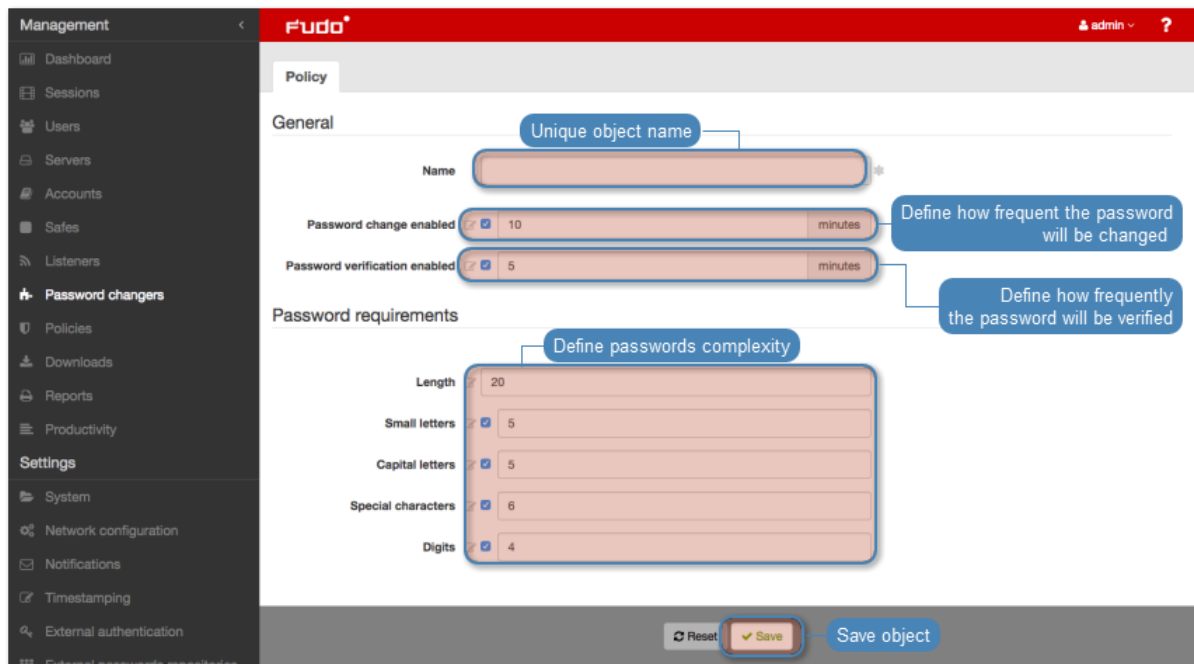 Management
Fudo
admin
?
Dashboard
Sessions
Users
Servers
Accounts
Safes
Listeners
Password changers
Policies
Downloads
Reports
Productivity
Settings
System
Network configuration
Notifications
Timestamping
External authentication
External passwords repositories
Policy
General
Unique object name
Name
Password change enabled
10
minutes
Define how frequent the password
will be changed
Password verification enabled
5
minutes
Define how frequently
the password will be verified
Password requirements
Define passwords complexity
Length
20
Small letters
5
Capital letters
5
Special characters
6
Digits
4
Reset
Save
Save object